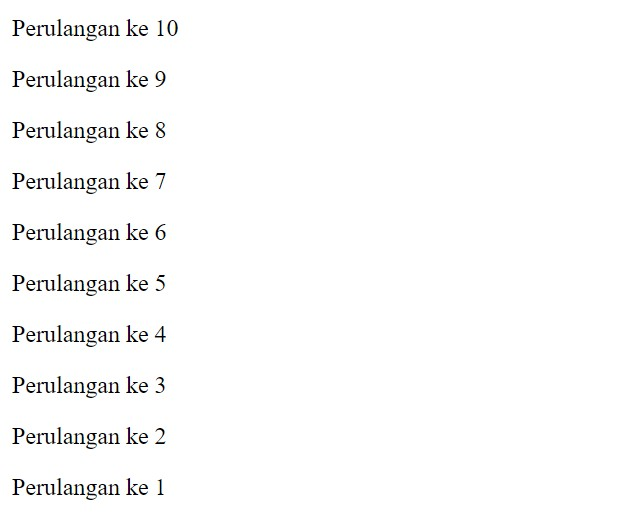 Perulangan ke 10
Perulangan ke 9
Perulangan ke 8
Perulangan ke 7
Perulangan ke 6
Perulangan ke 5
Perulangan ke 4
Perulangan ke 3
Perulangan ke 2
Perulangan ke 1